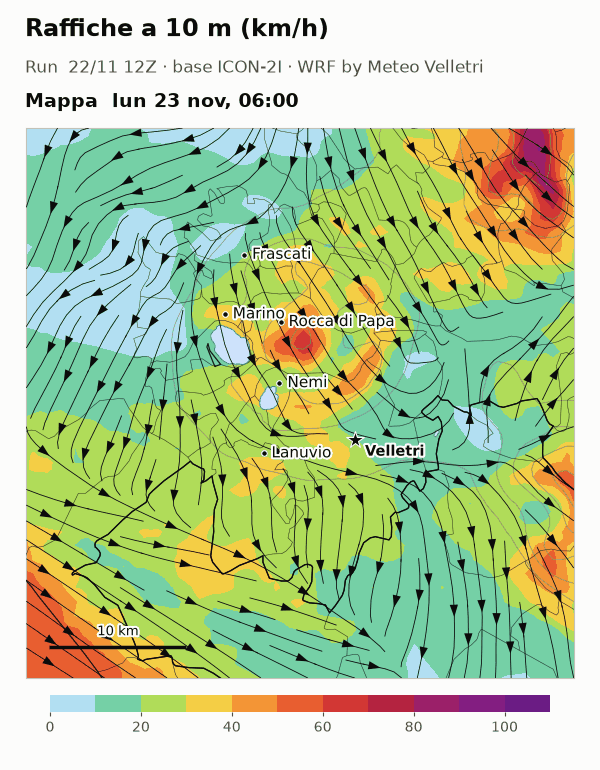 Raffiche a 10 m (km/h)
Run  22/11 12Z · base ICON-2I · WRF by Meteo Velletri
Mappa  lun 23 nov, 06:00
Frascati
Marino
Rocca di Papa
Nemi
Velletri
Lanuvio
10 km
0 20 40 60 80 100